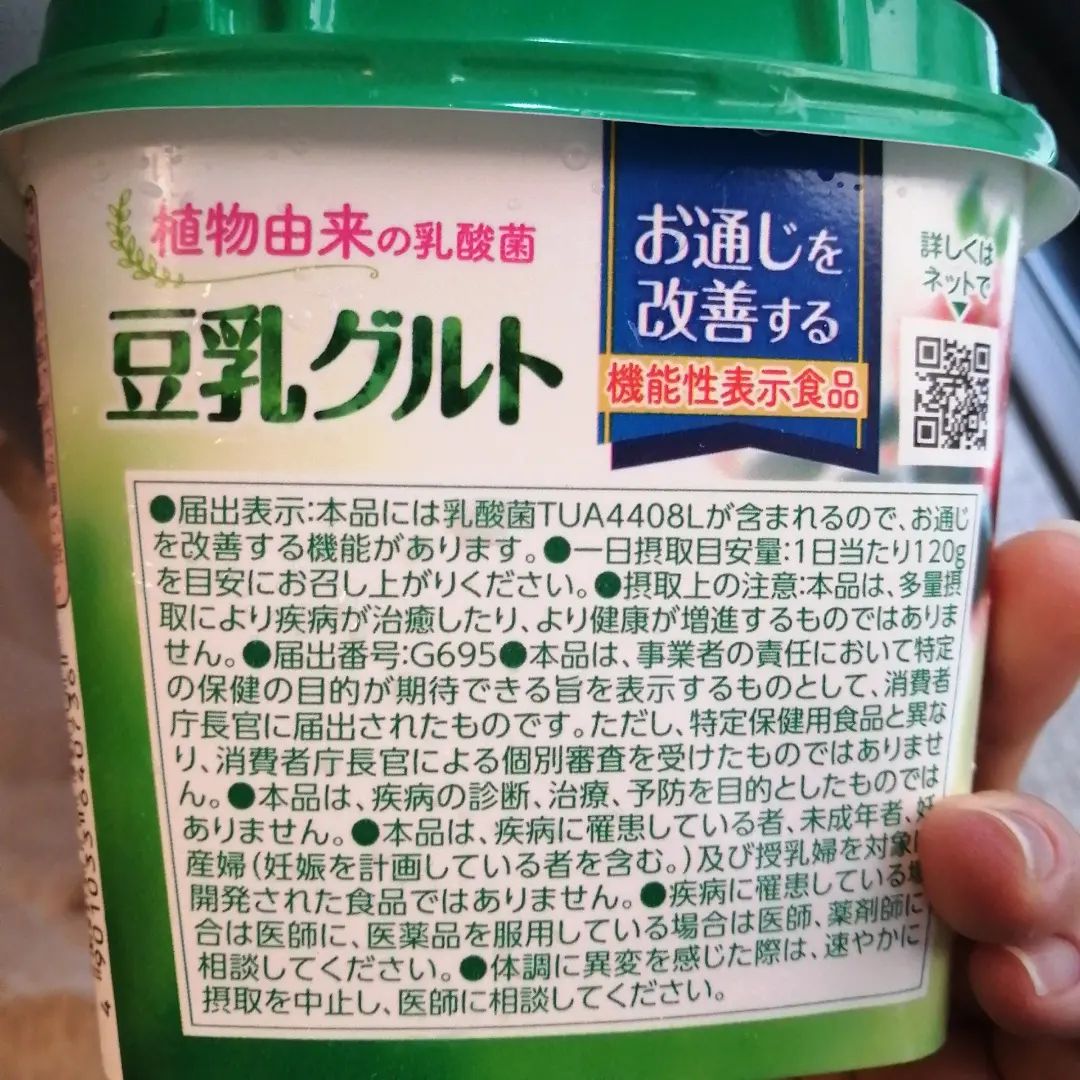 植物由来の乳酸菌
豆乳グルト
お通じを
改善する
機能性表示食品
詳しくは
ネットで
●届出表示:本品には乳酸菌TUA4408Lが含まれるので、お通じ
を改善する機能があります。●一日摂取目安量:1日当たり120g
を目安にお召し上がりください。●摂取上の注意:本品は、多量摂
取により疾病が治癒したり、より健康が増進するものではありま
せん。●届出番号:G695●本品は、事業者の責任において特定
の保健の目的が期待できる旨を表示するものとして、消費者
庁長官に届出されたものです。ただし、特定保健用食品と異な
り、消費者庁長官による個別審査を受けたものではありませ
ん。●本品は、疾病の診断、治療、予防を目的としたものでは
ありません。●本品は、疾病に罹患している者、未成年者、妊
産婦(妊娠を計画している者を含む。)及び授乳婦を対象に
開発された食品ではありません。●疾病に罹患している場
合は医師に、医薬品を服用している場合は医師、薬剤師に
相談してください。●体調に異変を感じた際は、速やかに
摂取を中止し、医師に相談してください。